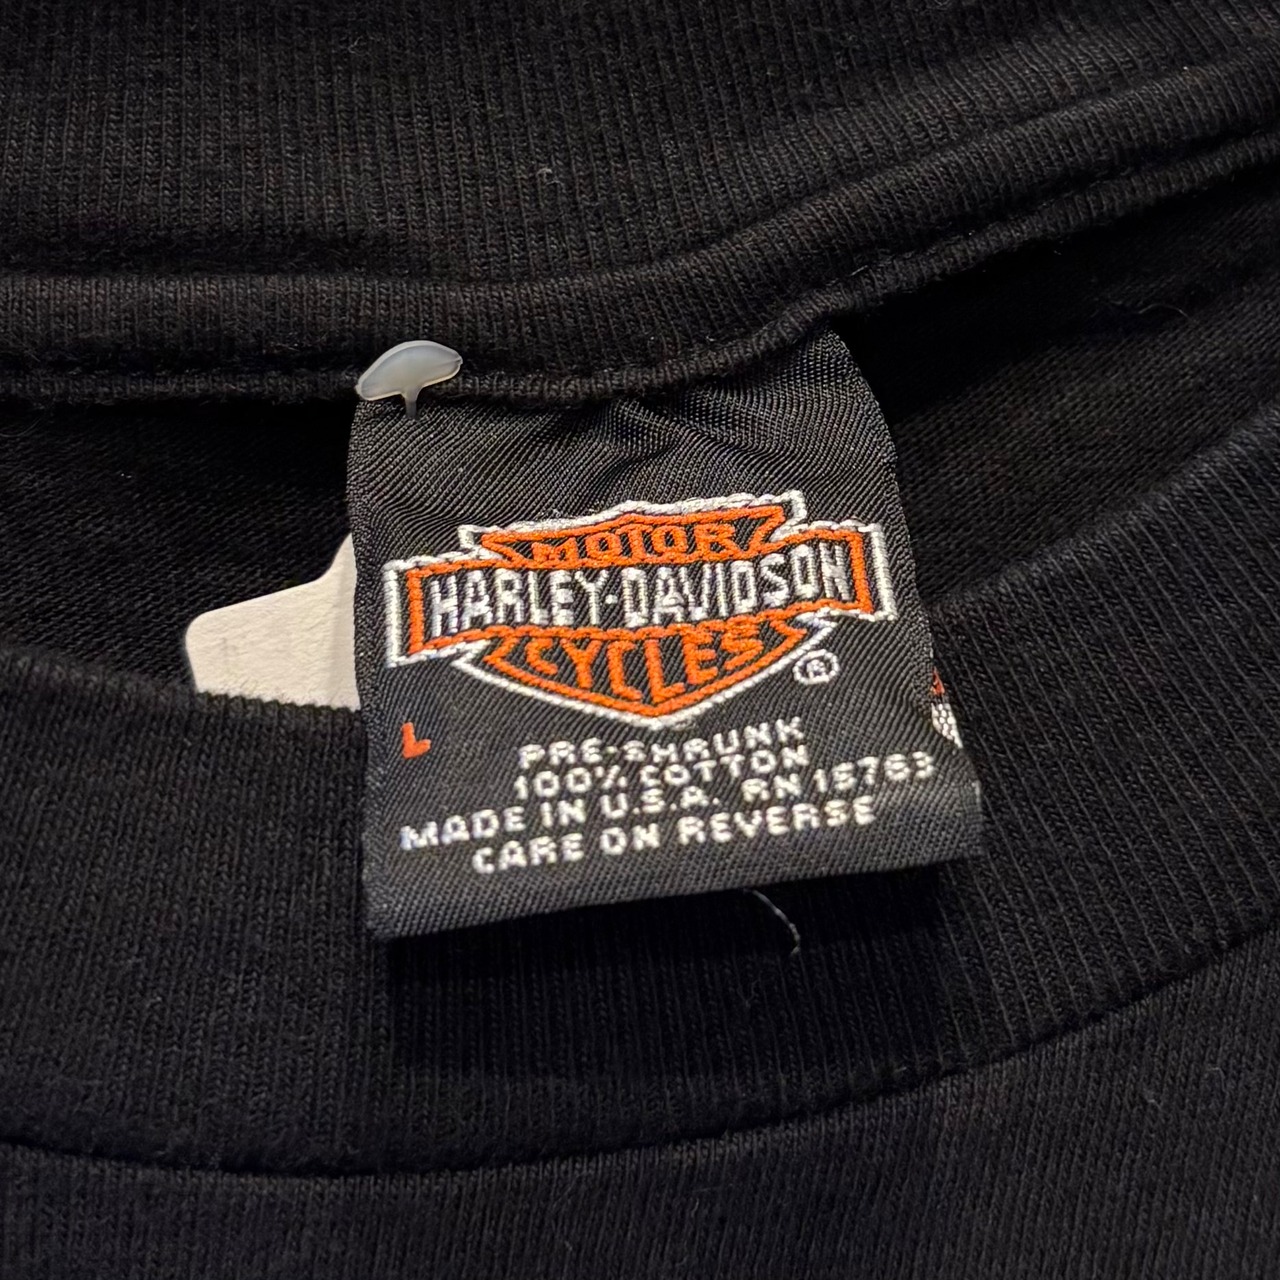 MOTOR
HARLEY-DAVIDSON
CYCLES
®
L
PRE-SHRUNK
100% COTTON
MADE IN U.S.A. RN 15763
CARE ON REVERSE